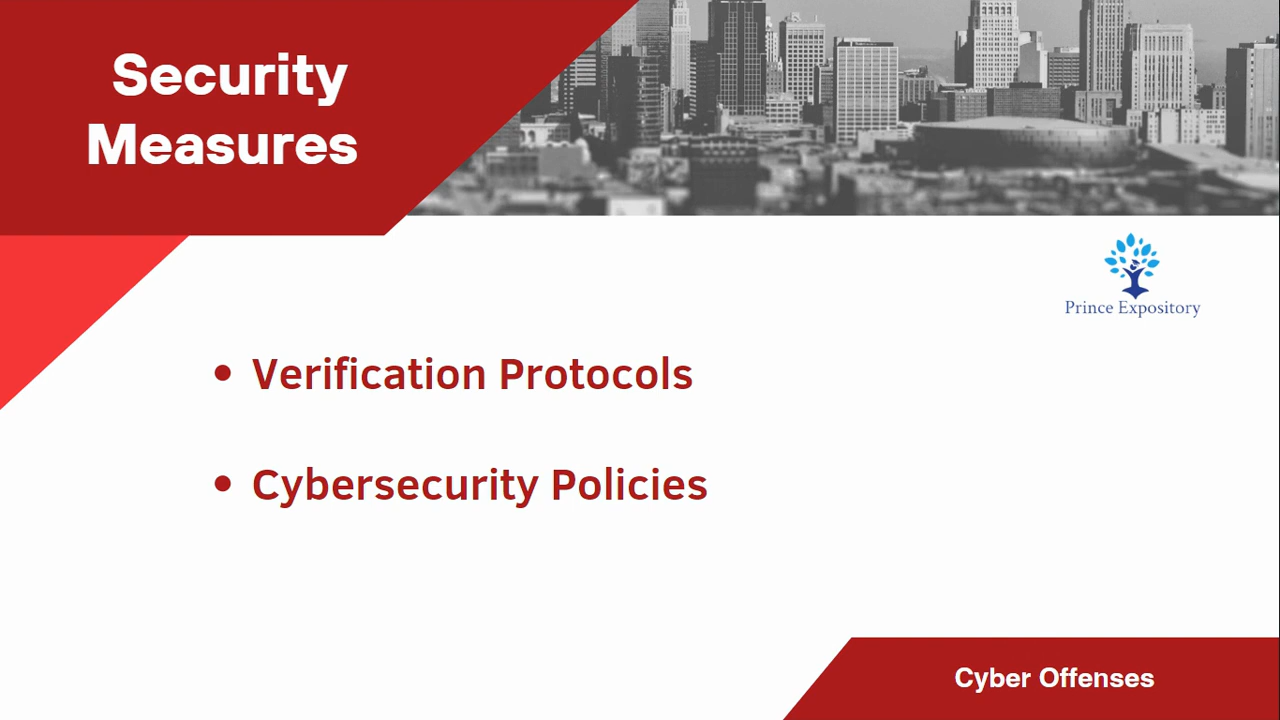 Security
Measures
Prince Expository
• Verification Protocols
• Cybersecurity Policies
Cyber Offenses